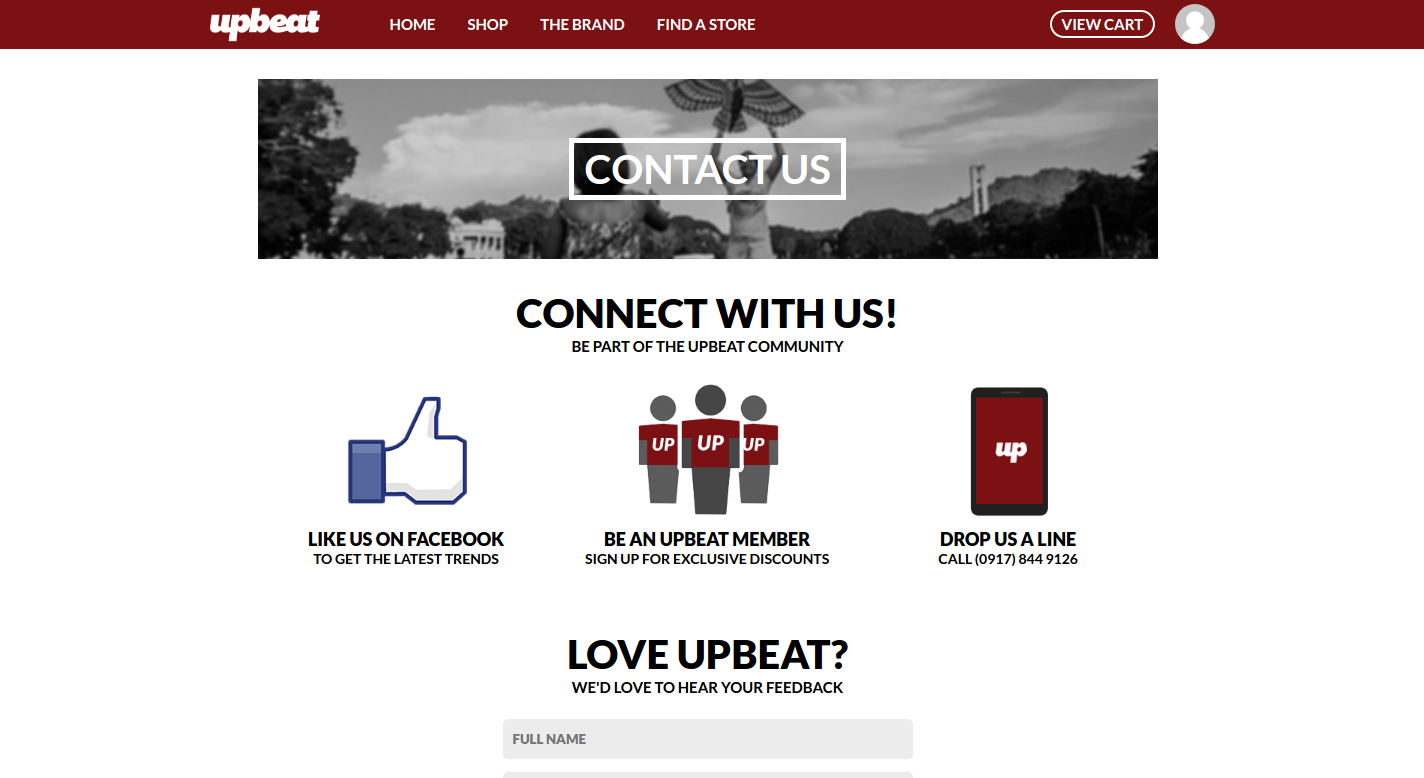 upbeat
HOME
SHOP
THE BRAND
FIND A STORE
VIEW CART
CONTACT US
CONNECT WITH US!
BE PART OF THE UPBEAT COMMUNITY
UP
UP
UP
up
LIKE US ON FACEBOOK
TO GET THE LATEST TRENDS
BE AN UPBEAT MEMBER
SIGN UP FOR EXCLUSIVE DISCOUNTS
DROP US A LINE
CALL (0917) 844 9126
LOVE UPBEAT?
WE'D LOVE TO HEAR YOUR FEEDBACK
FULL NAME